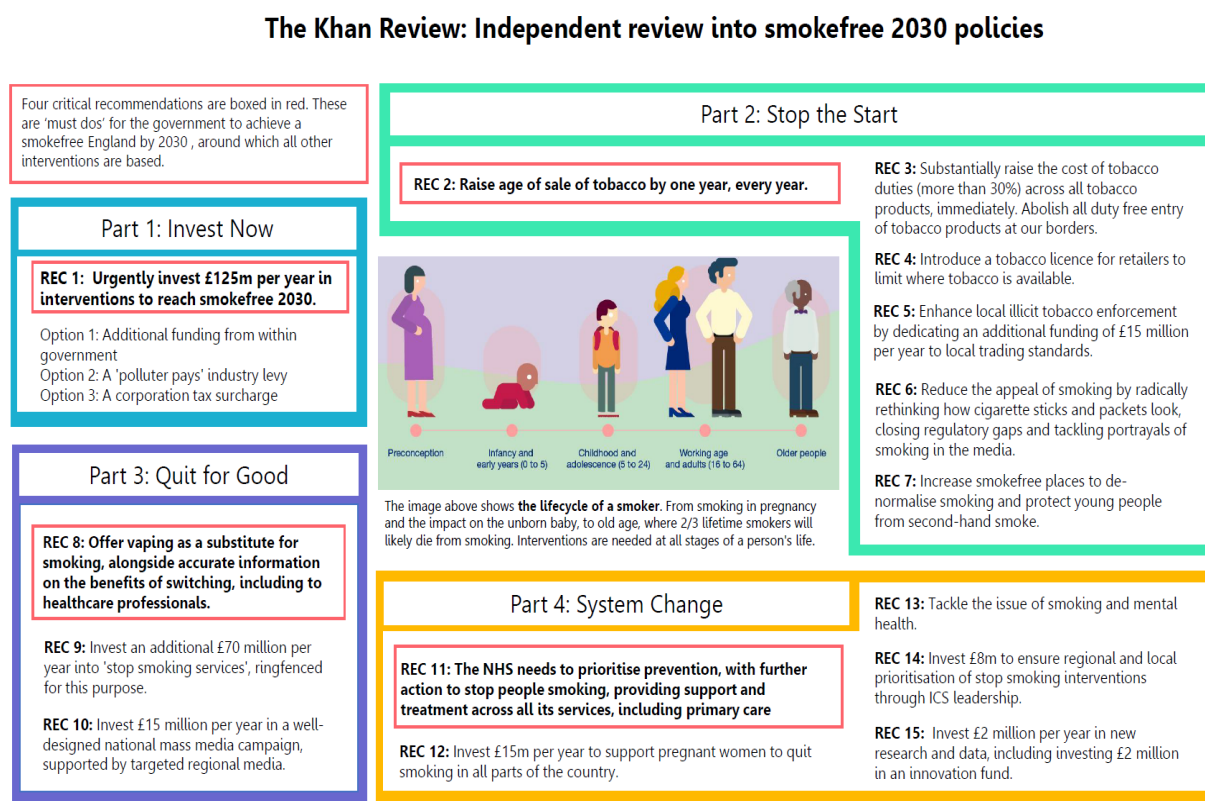 The Khan Review: Independent review into smokefree 2030 policies
Four critical recommendations are boxed in red. These
are ‘must dos’ for the government to achieve a
smokefree England by 2030 , around which all other
interventions are based.
Part 1: Invest Now
REC 1:  Urgently invest £125m per year in
interventions to reach smokefree 2030.
Option 1: Additional funding from within
government
Option 2: A 'polluter pays' industry levy
Option 3: A corporation tax surcharge
Part 2: Stop the Start
REC 2: Raise age of sale of tobacco by one year, every year.
REC 3: Substantially raise the cost of tobacco
duties (more than 30%) across all tobacco
products, immediately. Abolish all duty free entry
of tobacco products at our borders.
REC 4: Introduce a tobacco licence for retailers to
limit where tobacco is available.
REC 5: Enhance local illicit tobacco enforcement
by dedicating an additional funding of £15 million
per year to local trading standards.
REC 6: Reduce the appeal of smoking by radically
rethinking how cigarette sticks and packets look,
closing regulatory gaps and tackling portrayals of
smoking in the media.
REC 7: Increase smokefree places to de-
normalise smoking and protect young people
from second-hand smoke.
Preconception
Infancy and
early years (0 to 5)
Childhood and
adolescence (5 to 24)
Working age
and adults (16 to 64)
Older people
The image above shows the lifecycle of a smoker. From smoking in pregnancy
and the impact on the unborn baby, to old age, where 2/3 lifetime smokers will
likely die from smoking. Interventions are needed at all stages of a person's life.
Part 3: Quit for Good
REC 8: Offer vaping as a substitute for
smoking, alongside accurate information
on the benefits of switching, including to
healthcare professionals.
REC 9: Invest an additional £70 million per
year into 'stop smoking services', ringfenced
for this purpose.
REC 10: Invest £15 million per year in a well-
designed national mass media campaign,
supported by targeted regional media.
Part 4: System Change
REC 11: The NHS needs to prioritise prevention, with further
action to stop people smoking, providing support and
treatment across all its services, including primary care
REC 12: Invest £15m per year to support pregnant women to quit
smoking in all parts of the country.
REC 13: Tackle the issue of smoking and mental
health.
REC 14: Invest £8m to ensure regional and local
prioritisation of stop smoking interventions
through ICS leadership.
REC 15:  Invest £2 million per year in new
research and data, including investing £2 million
in an innovation fund.